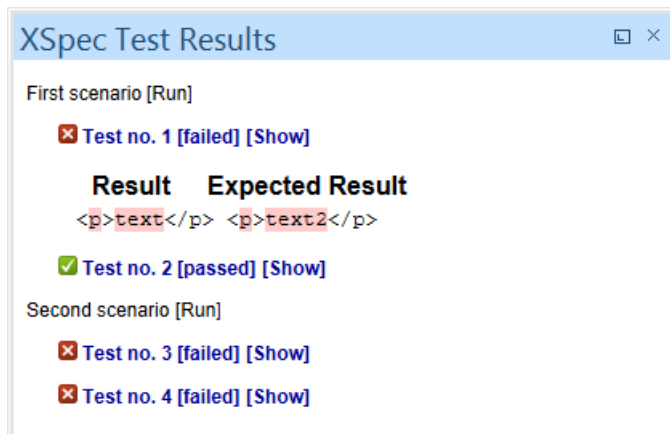 XSpec Test Results
First scenario [Run]
Test no. 1 [failed] [Show]
Result Expected Result
<p>text</p> <p>text2</p>
Test no. 2 [passed] [Show]
Second scenario [Run]
Test no. 3 [failed] [Show]
Test no. 4 [failed] [Show]